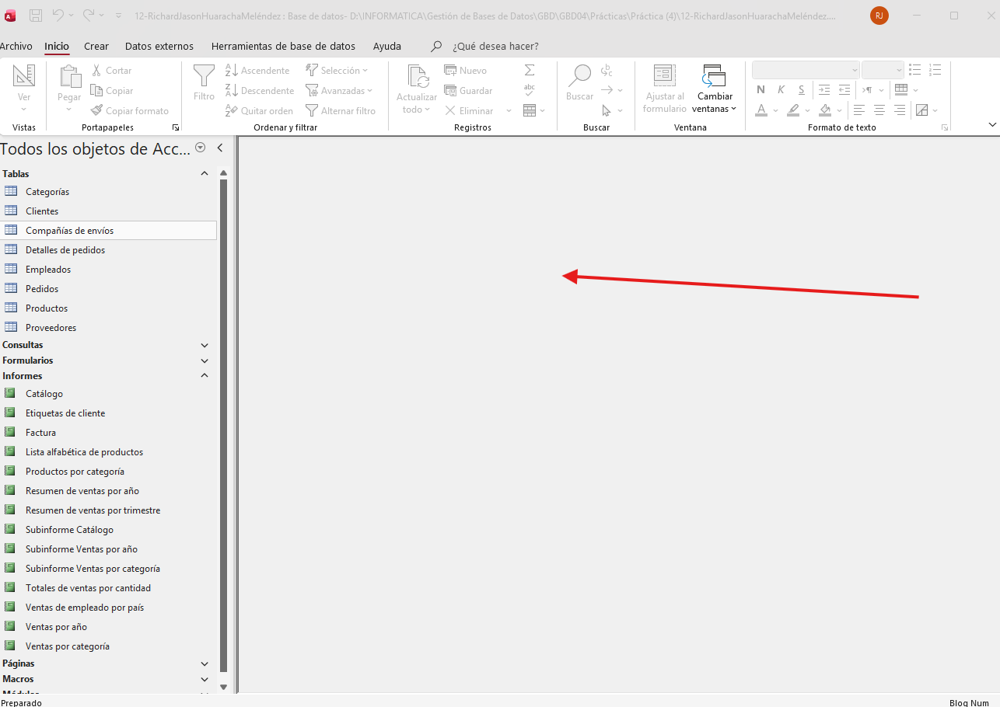 12-RichardJasonHuarachaMeléndez : Base de datos- D:\INFORMATICA\Gestión de Bases de Datos\GBD\GBD04\Prácticas\Práctica (4)\12-RichardJasonHuarachaMeléndez....
RJ
Archivo Inicio Crear Datos externos Herramientas de base de datos Ayuda ¿Qué desea hacer?
Ver
Vistas
Pegar
Cortar
Copiar
Copiar formato
Portapapeles
Filtro
Ascendente
Descendente
Quitar orden
Selección
Avanzadas
Alternar filtro
Ordenar y filtrar
Actualizar
todo
Nuevo
Guardar
Eliminar
Registros
Buscar
Buscar
Ajustar al
formulario
Cambiar
ventanas
Ventana
N K S
A
Formato de texto
Todos los objetos de Acc...
Tablas
Categorías
Clientes
Compañías de envíos
Detalles de pedidos
Empleados
Pedidos
Productos
Proveedores
Consultas
Formularios
Informes
Catálogo
Etiquetas de cliente
Factura
Lista alfabética de productos
Productos por categoría
Resumen de ventas por año
Resumen de ventas por trimestre
Subinforme Catálogo
Subinforme Ventas por año
Subinforme Ventas por categoría
Totales de ventas por cantidad
Ventas de empleado por país
Ventas por año
Ventas por categoría
Páginas
Macros
Módulos
Preparado
Bloq Num